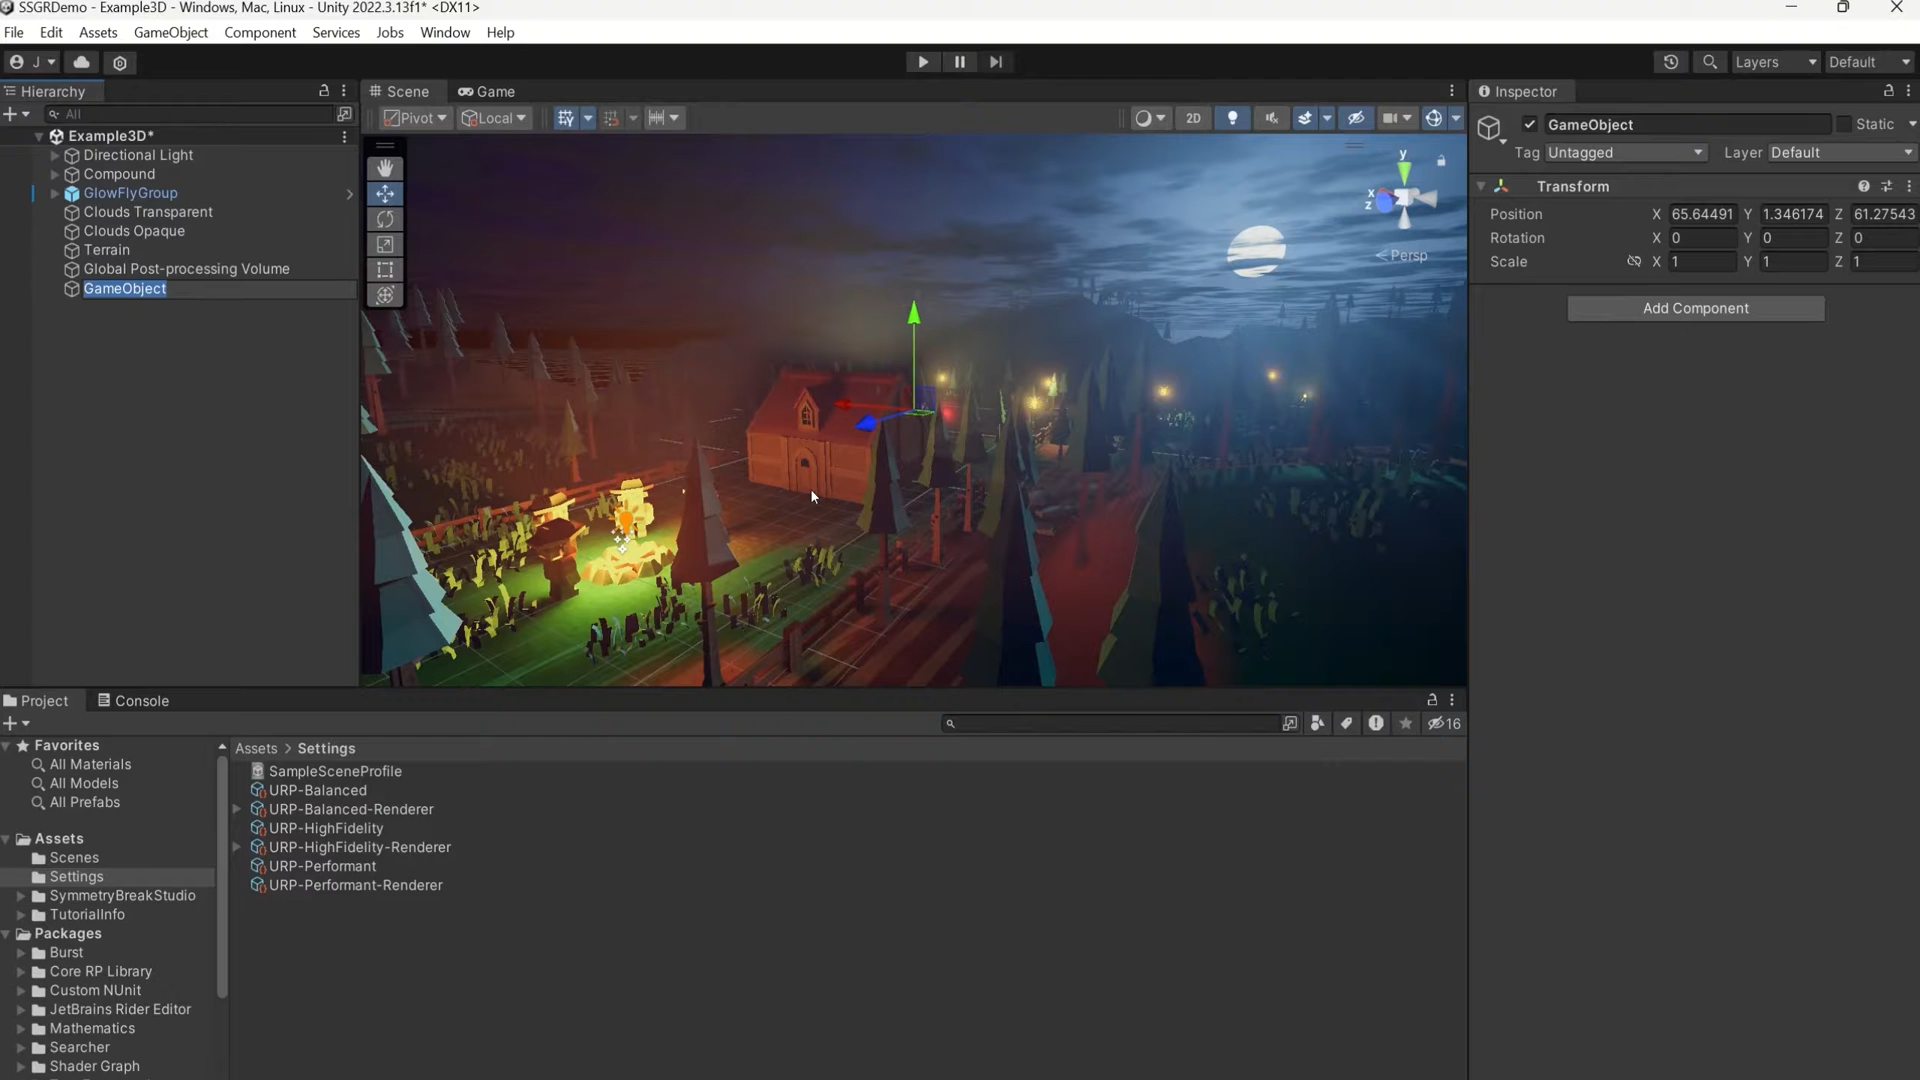 SSGRDemo - Example3D - Windows, Mac, Linux - Unity 2022.3.13f1* <DX11>
File Edit Assets GameObject Component Services Jobs Window Help
J Layers Default
Hierarchy
All
Example3D*
Directional Light
Compound
GlowFlyGroup
Clouds Transparent
Clouds Opaque
Terrain
Global Post-processing Volume
GameObject
Scene Game
Pivot Local 2D
y
x
z
Persp
Inspector
GameObject Static
Tag Untagged Layer Default
Transform
Position X 65.64491 Y 1.346174 Z 61.27543
Rotation X 0 Y 0 Z 0
Scale X 1 Y 1 Z 1
Add Component
Project Console
16
Favorites
All Materials
All Models
All Prefabs
Assets
Scenes
Settings
SymmetryBreakStudio
TutorialInfo
Packages
Burst
Core RP Library
Custom NUnit
JetBrains Rider Editor
Mathematics
Searcher
Shader Graph
Assets > Settings
SampleSceneProfile
URP-Balanced
URP-Balanced-Renderer
URP-HighFidelity
URP-HighFidelity-Renderer
URP-Performant
URP-Performant-Renderer